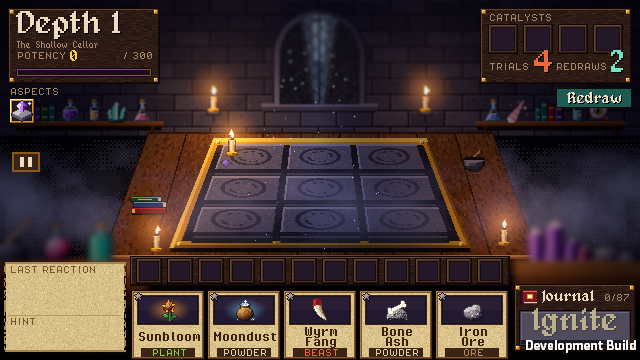 Depth 1
The Shallow Cellar
POTENCY 0 / 300
ASPECTS
CATALYSTS
TRIALS 4 REDRAWS 2
Redraw
LAST REACTION
HINT
Sunbloom
PLANT
Moondust
POWDER
Wyrm
Fang
BEAST
Bone
Ash
POWDER
Iron
Ore
ORE
Journal 0/87
Ignite
Development Build